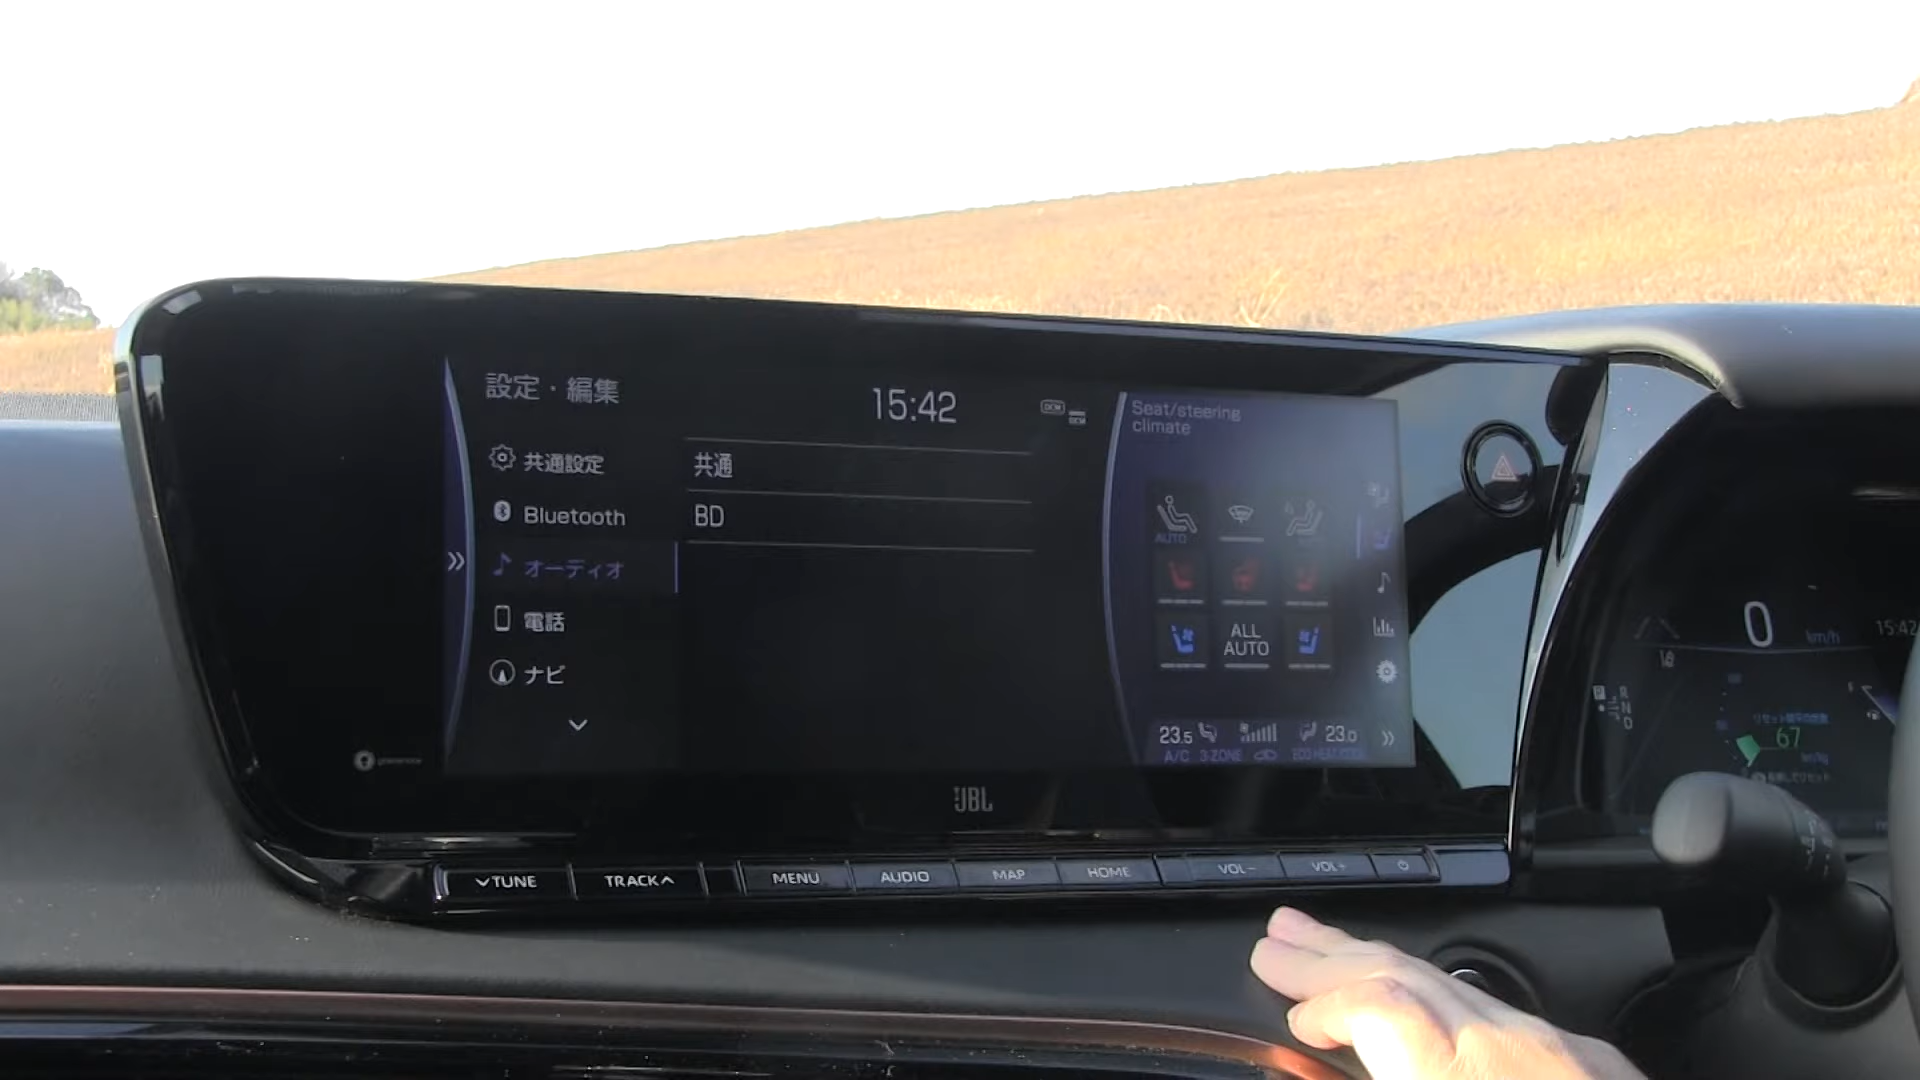 設定・編集
15:42
共通設定
Bluetooth
オーディオ
電話
ナビ
共通
BD
Seat/steering
climate
AUTO
ALL
AUTO
23.5
23.0
A/C 3-ZONE
JBL
TUNE
TRACK
MENU
AUDIO
MAP
HOME
VOL-
VOL+
0
km/h
15:42
P
R
N
D
67